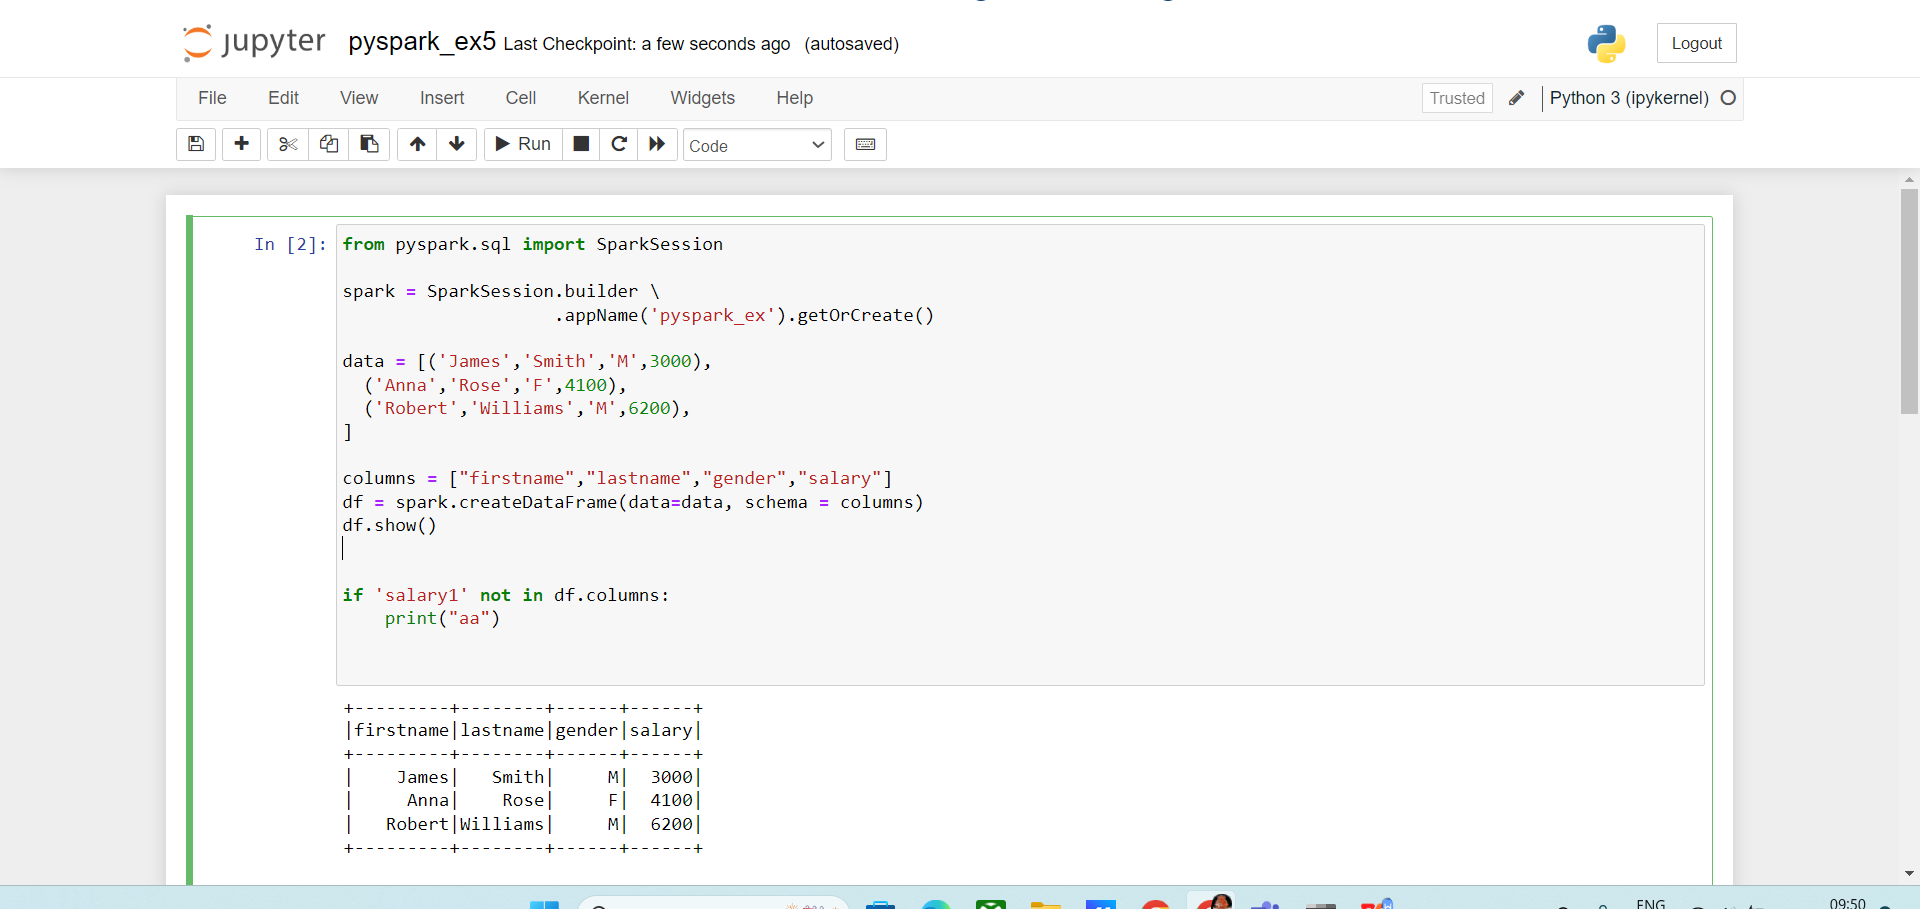 jupyter pyspark_ex5 Last Checkpoint: a few seconds ago (autosaved)
Logout
File Edit View Insert Cell Kernel Widgets Help
Trusted Python 3 (ipykernel)
Run Code
In [2]: from pyspark.sql import SparkSession
spark = SparkSession.builder \
.appName('pyspark_ex').getOrCreate()
data = [('James','Smith','M',3000),
('Anna','Rose','F',4100),
('Robert','Williams','M',6200),
]
columns = ["firstname","lastname","gender","salary"]
df = spark.createDataFrame(data=data, schema = columns)
df.show()
if 'salary1' not in df.columns:
print("aa")
+---------+--------+------+------+
|firstname|lastname|gender|salary|
+---------+--------+------+------+
|    James|   Smith|     M|  3000|
|     Anna|    Rose|     F|  4100|
|   Robert|Williams|     M|  6200|
+---------+--------+------+------+
ENG
09:50